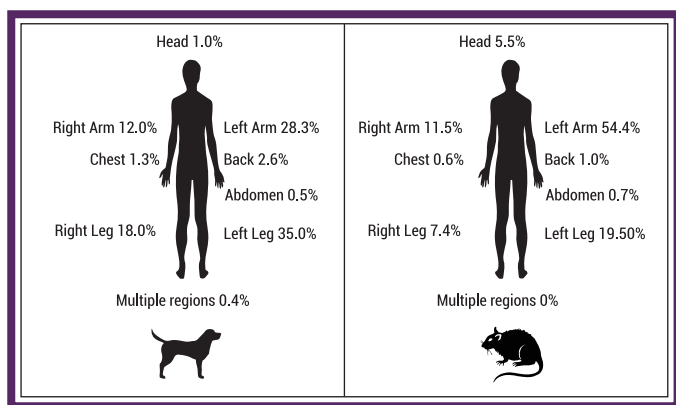 Head 1.0%
Right Arm 12.0%
Left Arm 28.3%
Chest 1.3%
Back 2.6%
Abdomen 0.5%
Right Leg 18.0%
Left Leg 35.0%
Multiple regions 0.4%
Head 5.5%
Right Arm 11.5%
Left Arm 54.4%
Chest 0.6%
Back 1.0%
Abdomen 0.7%
Right Leg 7.4%
Left Leg 19.50%
Multiple regions 0%